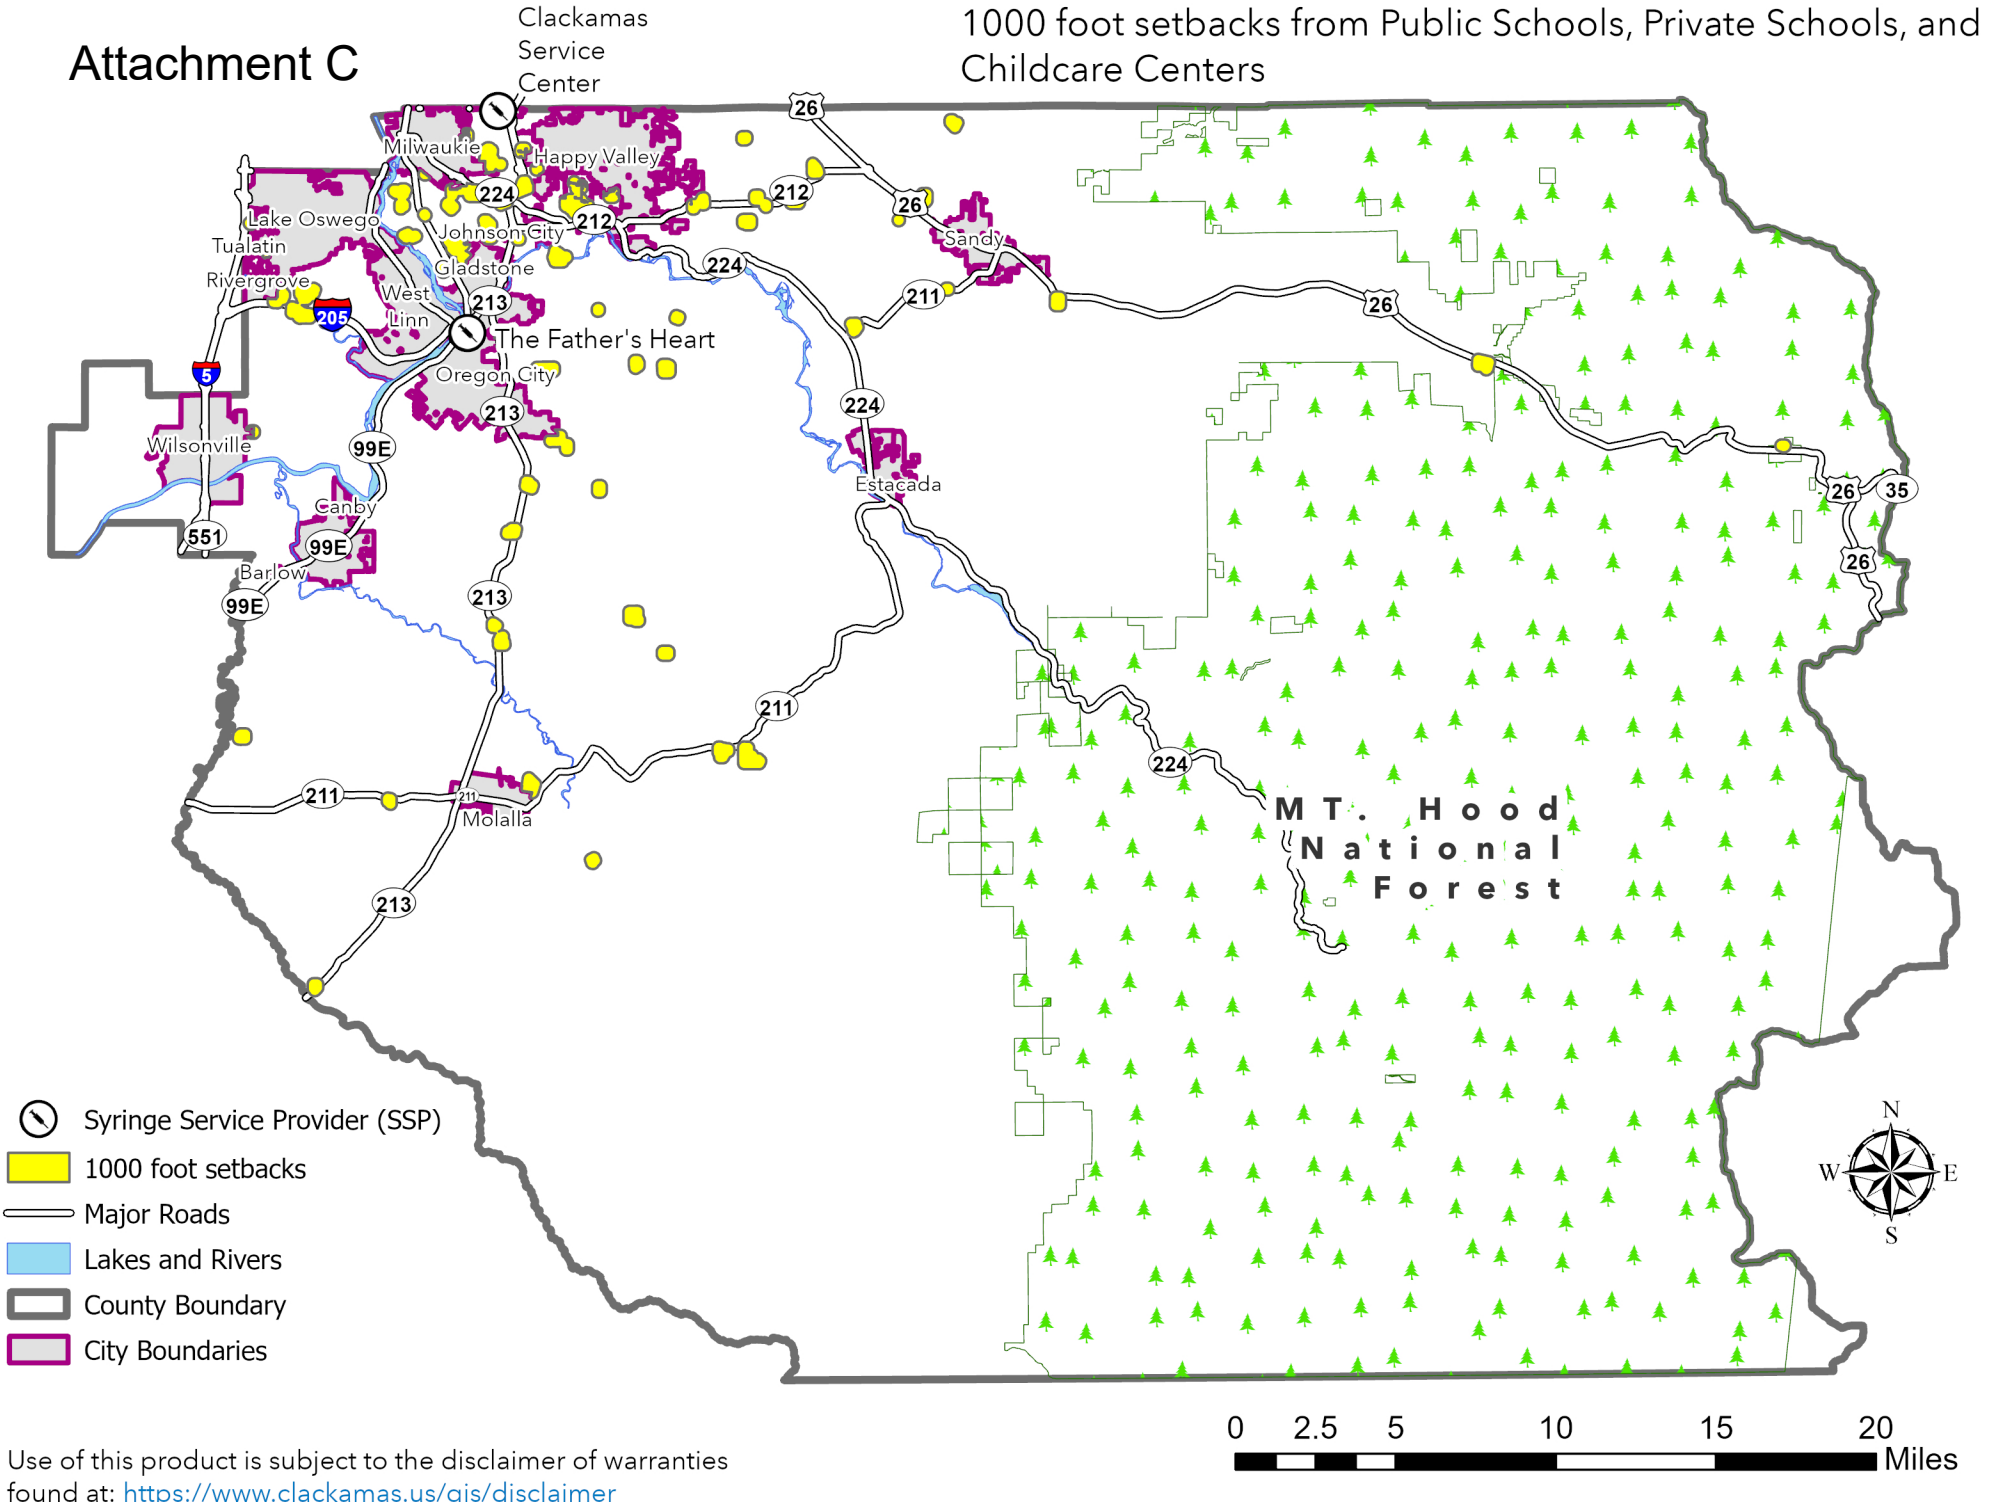 Attachment C
Clackamas
Service
Center
1000 foot setbacks from Public Schools, Private Schools, and
Childcare Centers
26
Milwaukie
Happy Valley
224
212
26
212
Lake Oswego
Johnson City
Sandy
Tualatin
Gladstone
224
Rivergrove
West
Linn
213
211
26
205
The Father's Heart
5
Oregon City
213
224
Wilsonville
99E
Estacada
26
35
Canby
551
99E
26
Barlow
99E
213
211
224
211
211
Molalla
MT. Hood
National
Forest
213
Syringe Service Provider (SSP)
1000 foot setbacks
Major Roads
Lakes and Rivers
County Boundary
City Boundaries
N
W
E
S
0 2.5 5 10 15 20
Miles
Use of this product is subject to the disclaimer of warranties
found at: https://www.clackamas.us/gis/disclaimer